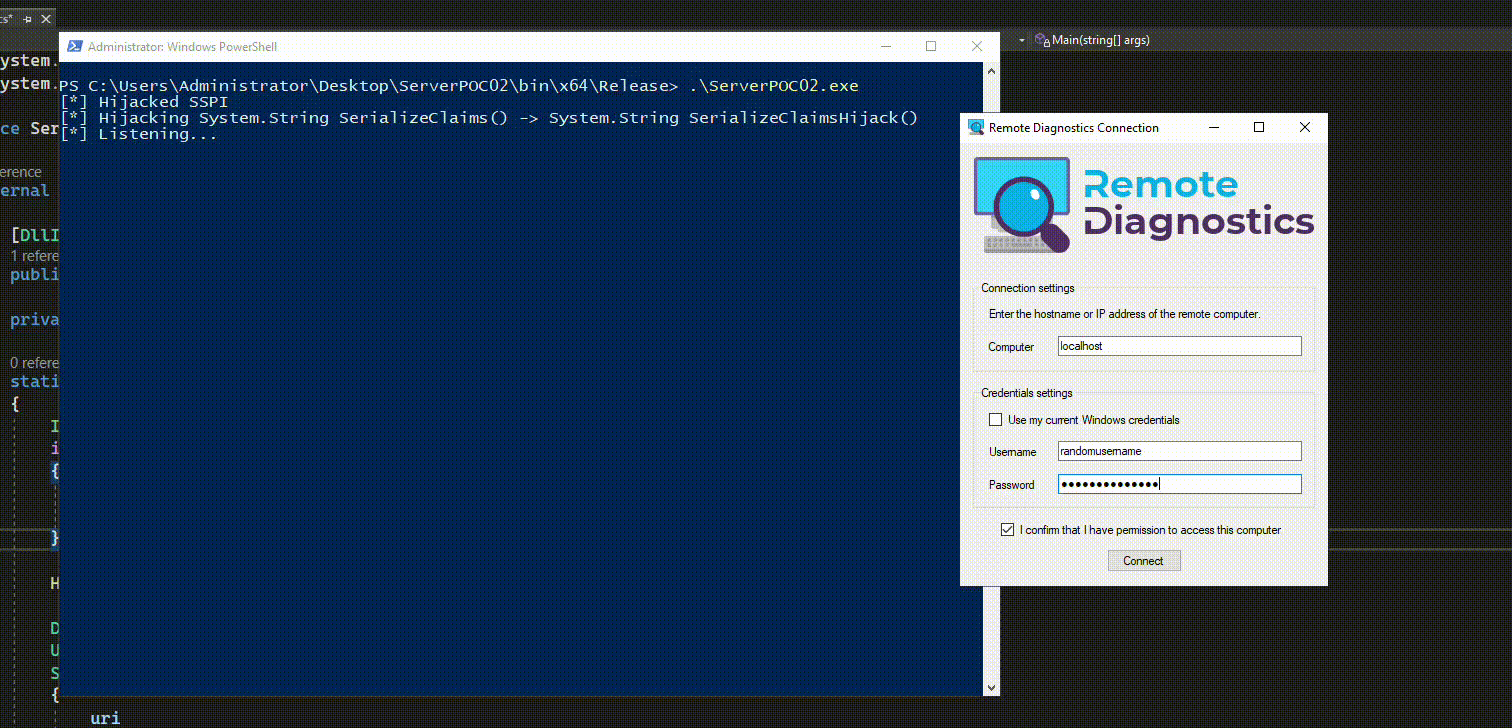 cs*
Main(string[] args)
Administrator: Windows PowerShell
PS C:\Users\Administrator\Desktop\ServerPOC02\bin\x64\Release> .\ServerPOC02.exe
[*] Hijacked SSPI
[*] Hijacking System.String SerializeClaims() -> System.String SerializeClaimsHijack()
[*] Listening...
ystem.
ystem.
ce Ser
erence
ernal
[DllI
1 refere
publi
priva
0 refere
stati
{
I
i
{
}
H
D
U
S
{
uri
Remote Diagnostics Connection
Remote
Diagnostics
Connection settings
Enter the hostname or IP address of the remote computer.
Computer localhost
Credentials settings
Use my current Windows credentials
Username randomusername
Password ••••••••••••••
I confirm that I have permission to access this computer
Connect